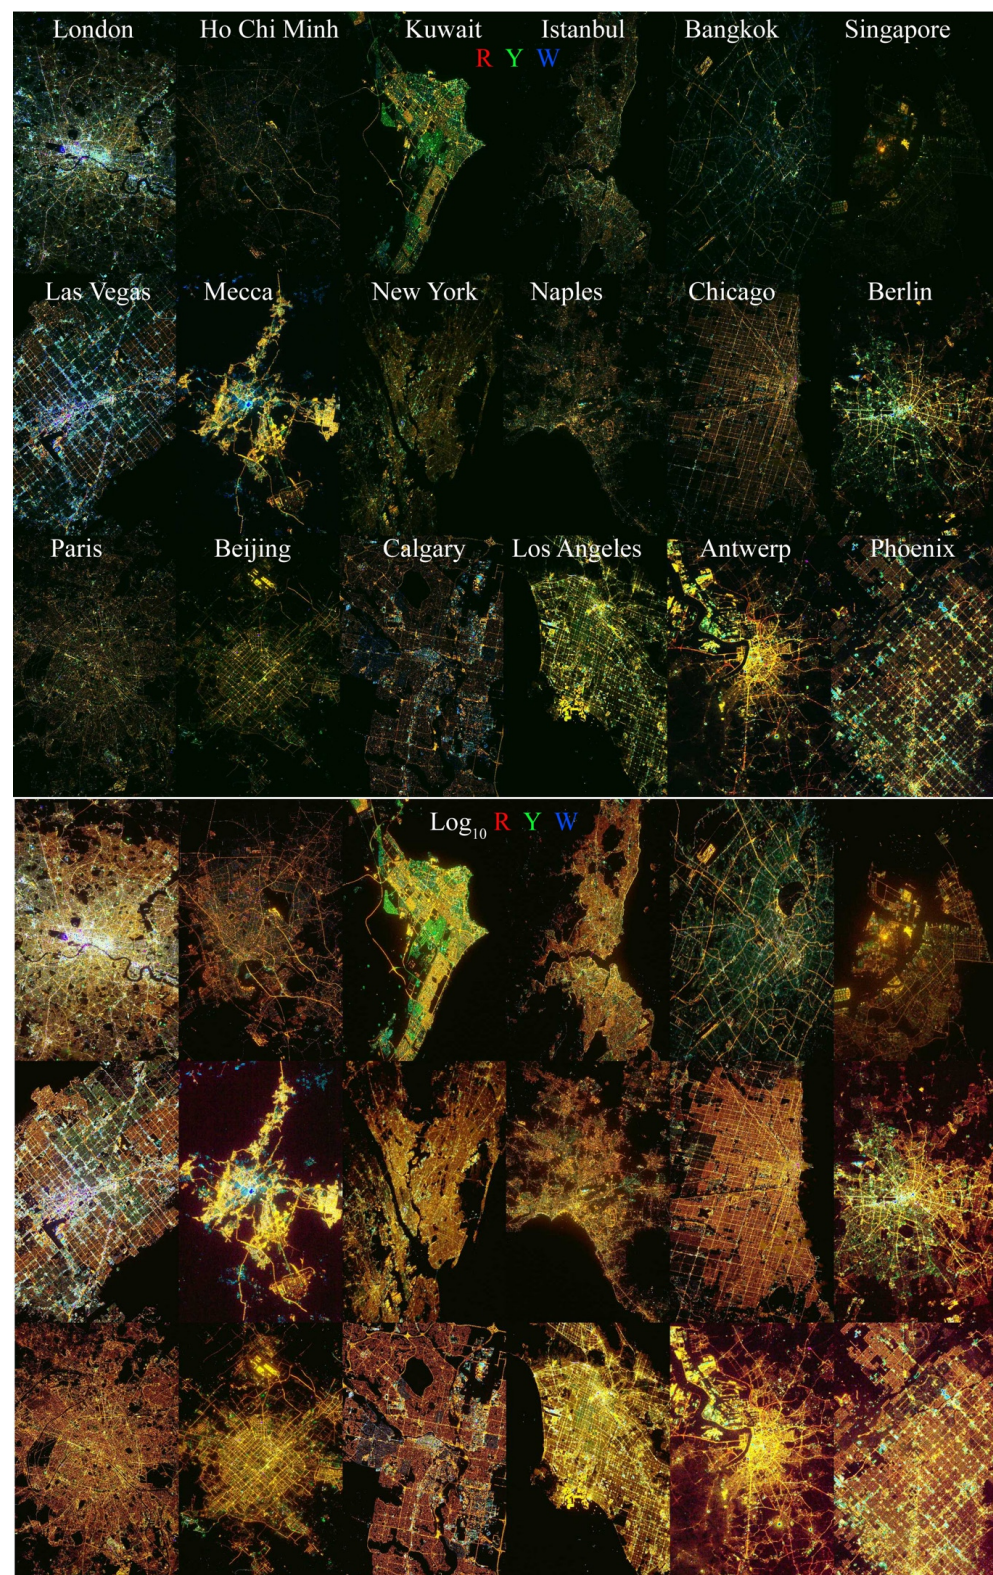 London Ho Chi Minh Kuwait Istanbul Bangkok Singapore
R Y W
Las Vegas Mecca New York Naples Chicago Berlin
Paris Beijing Calgary Los Angeles Antwerp Phoenix
Log10 R Y W